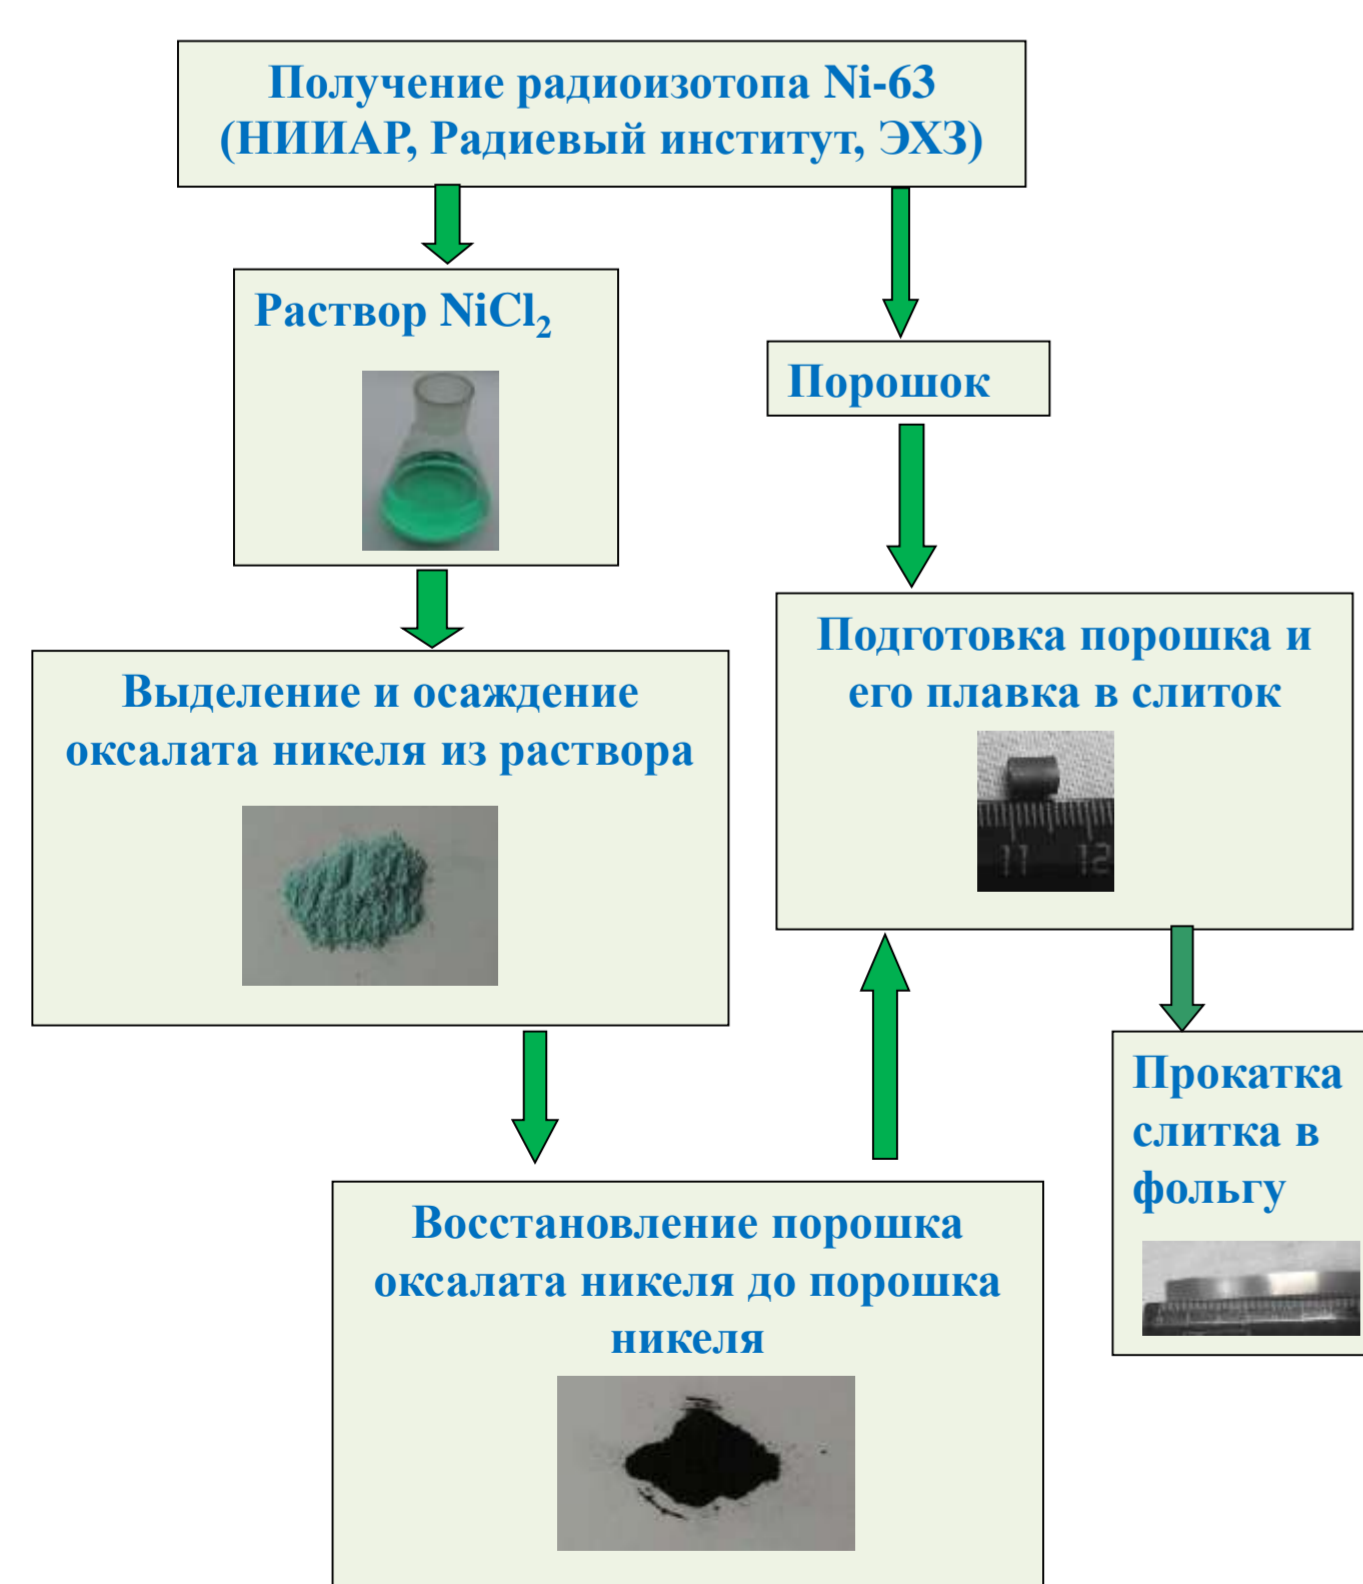 Получение радиоизотопа Ni-63
(НИИАР, Радиевый институт, ЭХЗ)
Раствор NiCl₂
Порошок
Выделение и осаждение
оксалата никеля из раствора
Подготовка порошка и
его плавка в слиток
11 12
Восстановление порошка
оксалата никеля до порошка
никеля
Прокатка
слитка в
фольгу